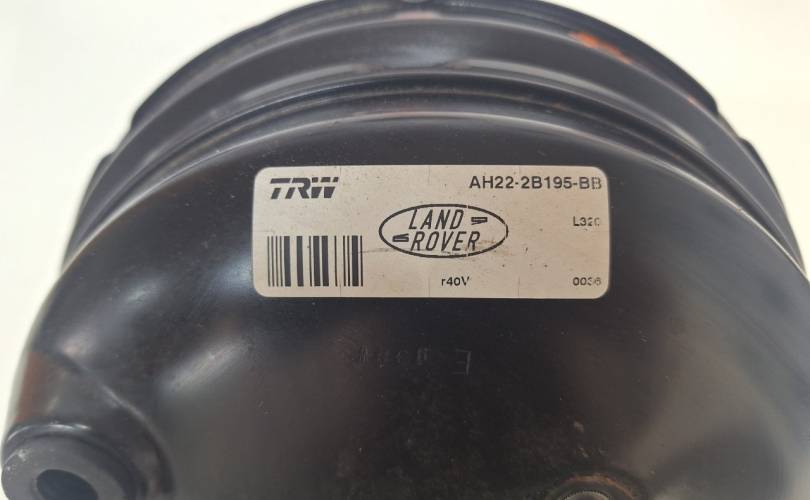 TRW
AH22-2B195-BB
LAND
ROVER
L320
r40V
0036